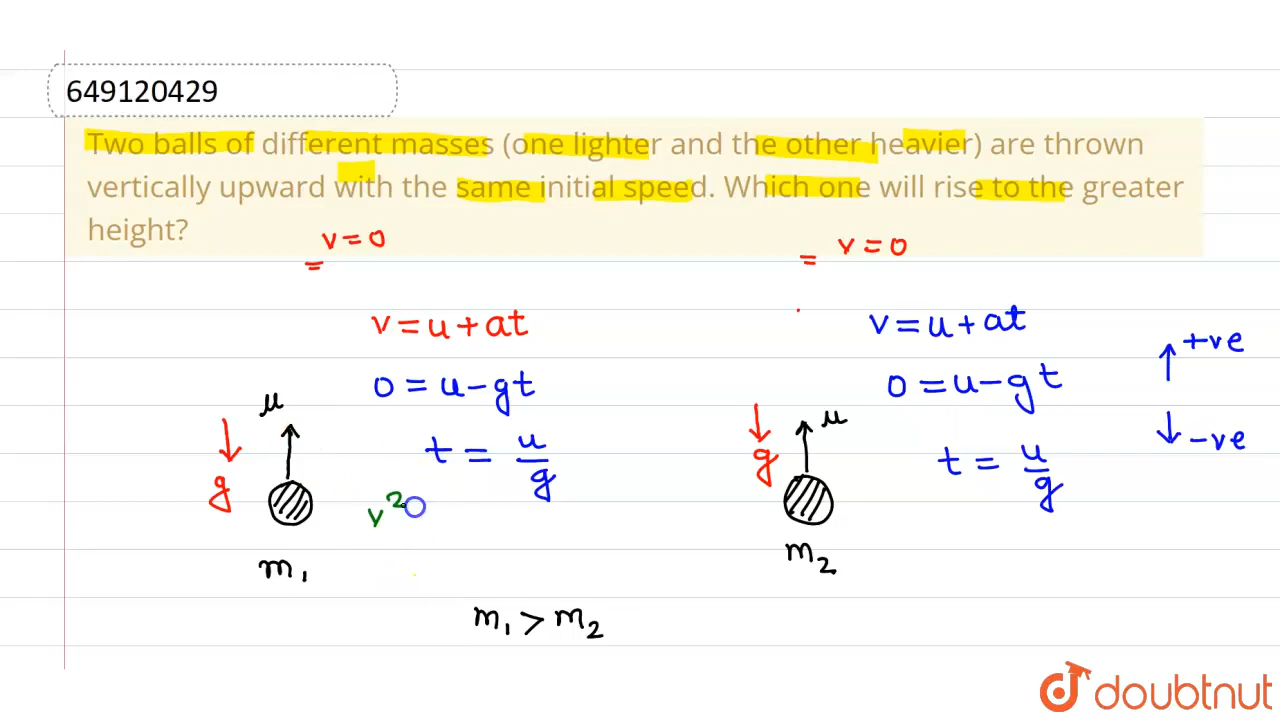 649120429
Two balls of different masses (one lighter and the other heavier) are thrown
vertically upward with the same initial speed. Which one will rise to the greater
height?
v=0
=
v=0
=
v=u+at
0=u-gt
t=u/g
v=u+at
0=u-gt
t=u/g
↑+ve
↓-ve
u
↓
g
m₁
v²
↓
g
u
m₂
m₁>m₂
doubtnut